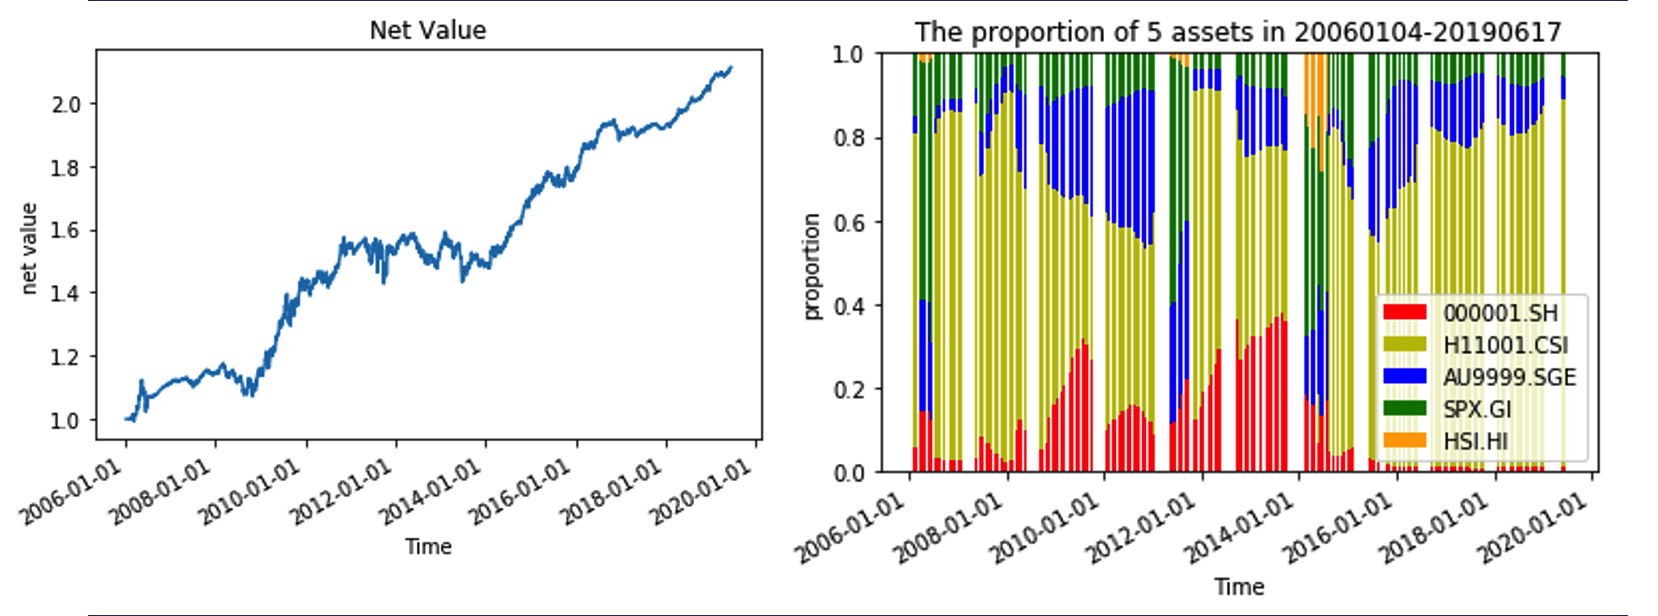 Net Value
net value
2.0
1.8
1.6
1.4
1.2
1.0
2006-01-01
2008-01-01
2010-01-01
2012-01-01
2014-01-01
2016-01-01
2018-01-01
2020-01-01
Time
The proportion of 5 assets in 20060104-20190617
proportion
1.0
0.8
0.6
0.4
0.2
0.0
000001.SH
H11001.CSI
AU9999.SGE
SPX.GI
HSI.HI
2006-01-01
2008-01-01
2010-01-01
2012-01-01
2014-01-01
2016-01-01
2018-01-01
2020-01-01
Time